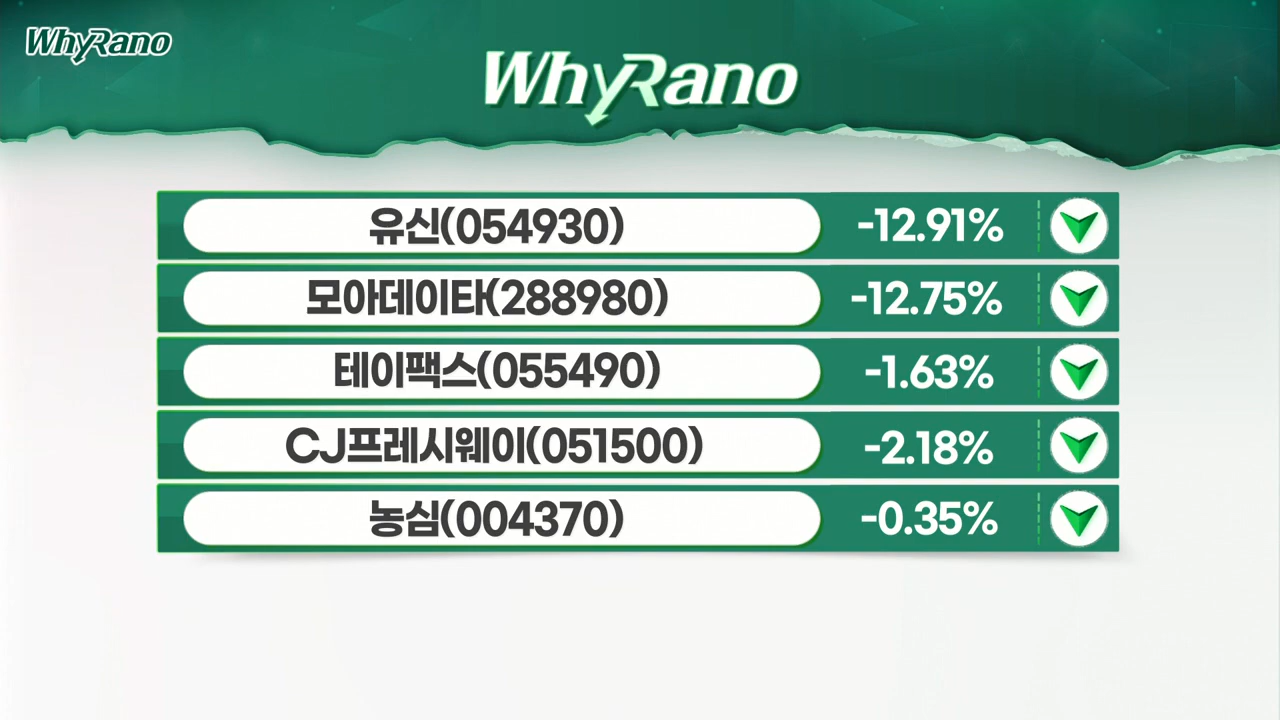 WhyRano
WhyRano
유신(054930) -12.91%
모아데이타(288980) -12.75%
테이팩스(055490) -1.63%
CJ프레시웨이(051500) -2.18%
농심(004370) -0.35%